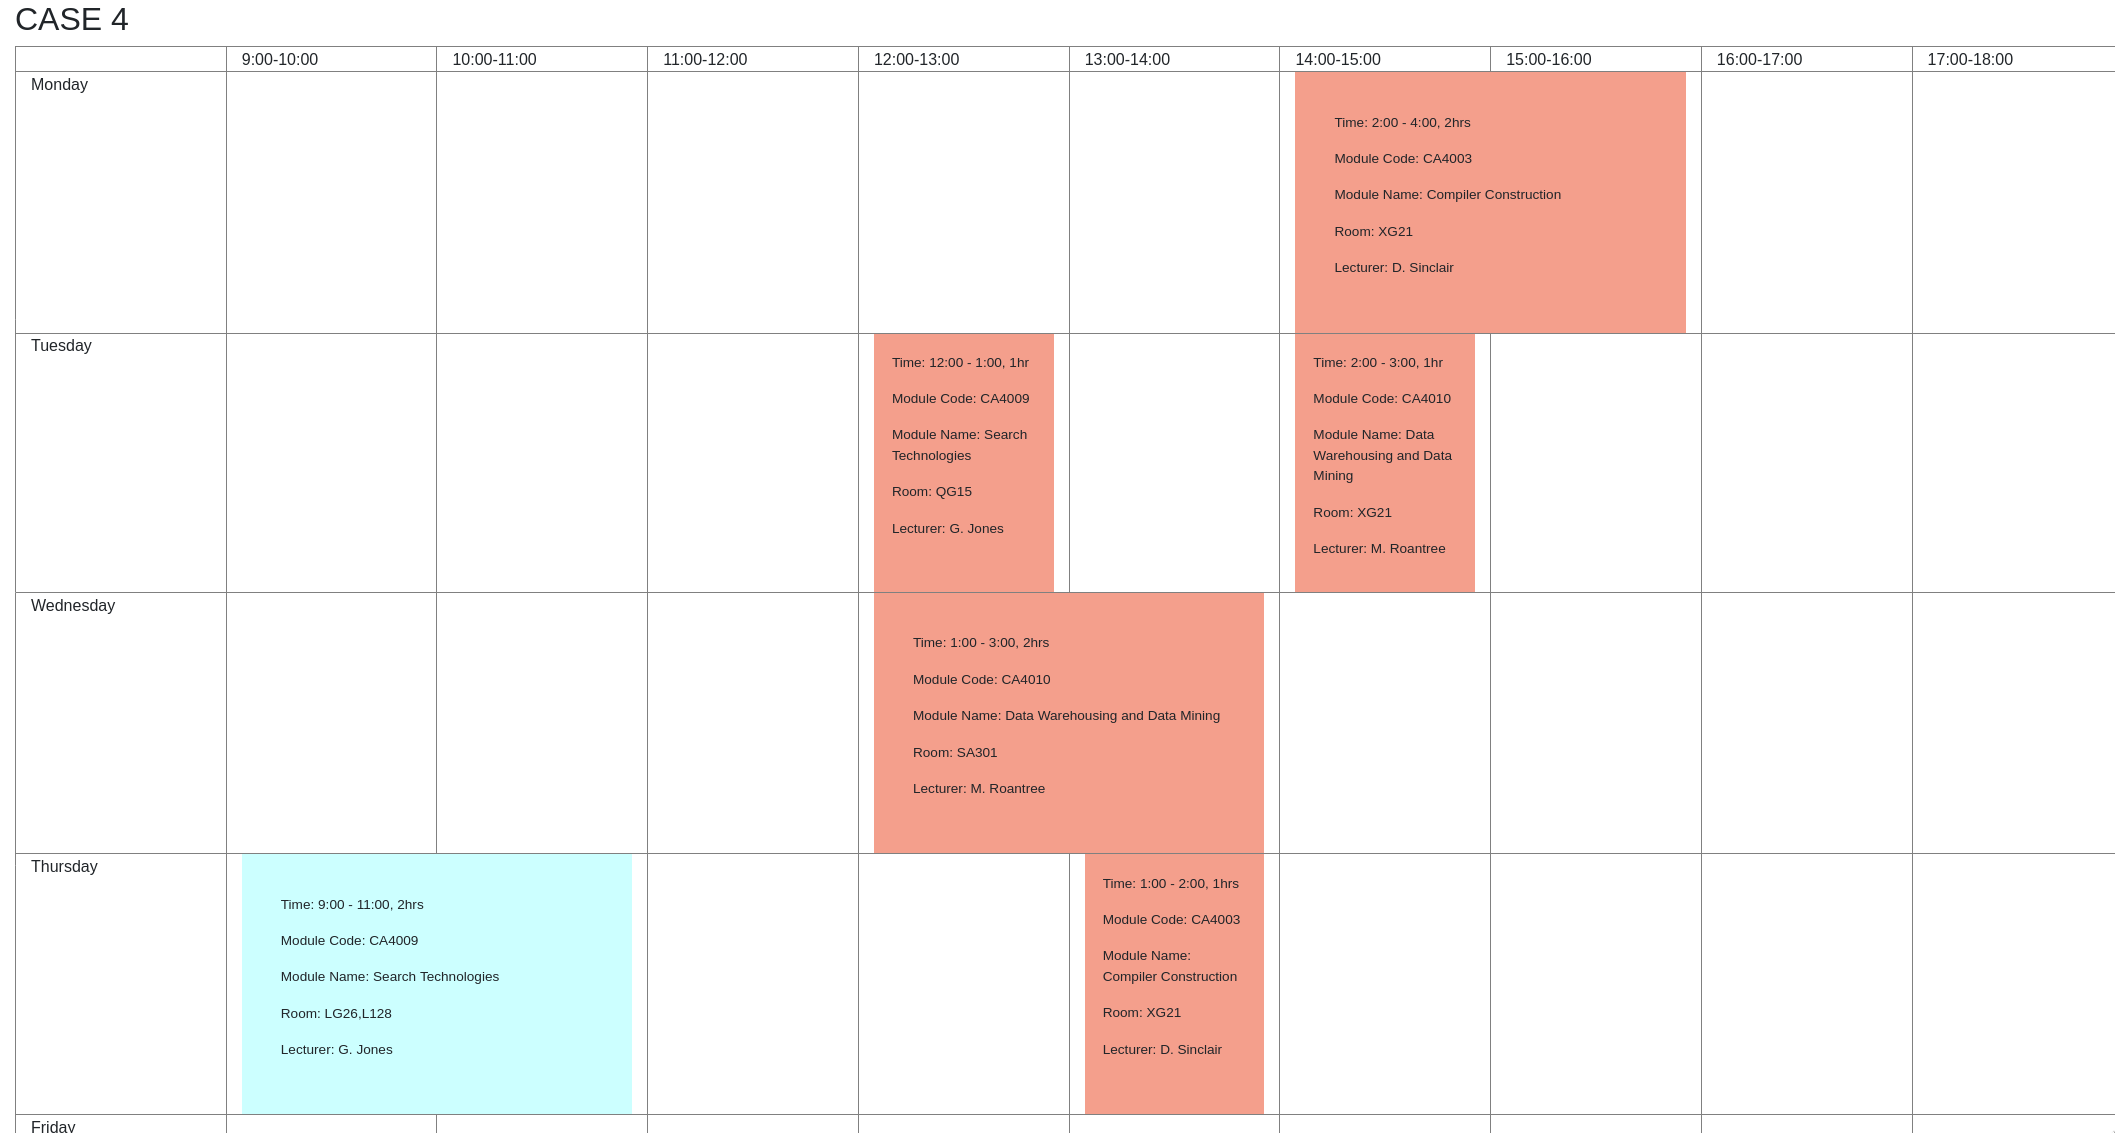 CASE 4
9:00-10:00 10:00-11:00 11:00-12:00 12:00-13:00 13:00-14:00 14:00-15:00 15:00-16:00 16:00-17:00 17:00-18:00
Monday
Time: 2:00 - 4:00, 2hrs
Module Code: CA4003
Module Name: Compiler Construction
Room: XG21
Lecturer: D. Sinclair
Tuesday
Time: 12:00 - 1:00, 1hr
Module Code: CA4009
Module Name: Search
Technologies
Room: QG15
Lecturer: G. Jones
Time: 2:00 - 3:00, 1hr
Module Code: CA4010
Module Name: Data
Warehousing and Data
Mining
Room: XG21
Lecturer: M. Roantree
Wednesday
Time: 1:00 - 3:00, 2hrs
Module Code: CA4010
Module Name: Data Warehousing and Data Mining
Room: SA301
Lecturer: M. Roantree
Thursday
Time: 9:00 - 11:00, 2hrs
Module Code: CA4009
Module Name: Search Technologies
Room: LG26,L128
Lecturer: G. Jones
Time: 1:00 - 2:00, 1hrs
Module Code: CA4003
Module Name:
Compiler Construction
Room: XG21
Lecturer: D. Sinclair
Friday